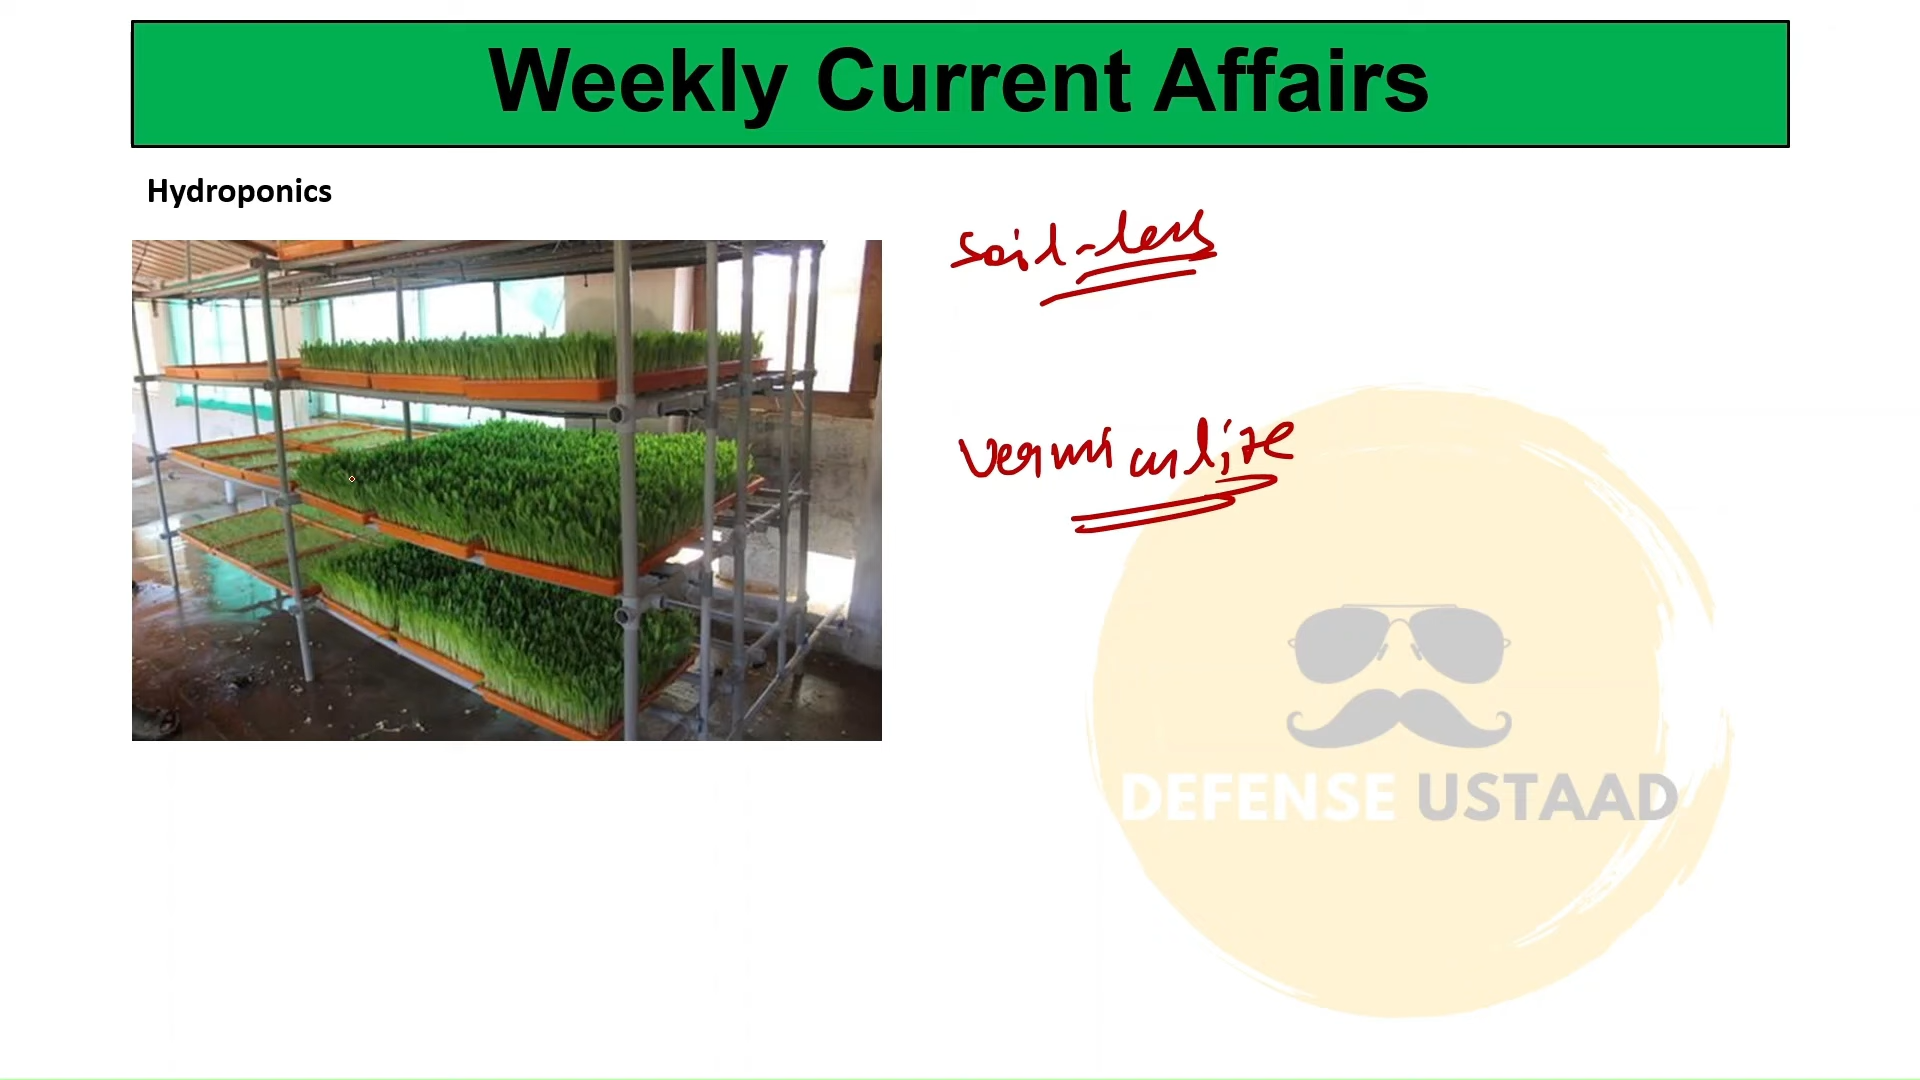 Weekly Current Affairs
Hydroponics
Soil-less
Vermiculite
DEFENSE USTAAD